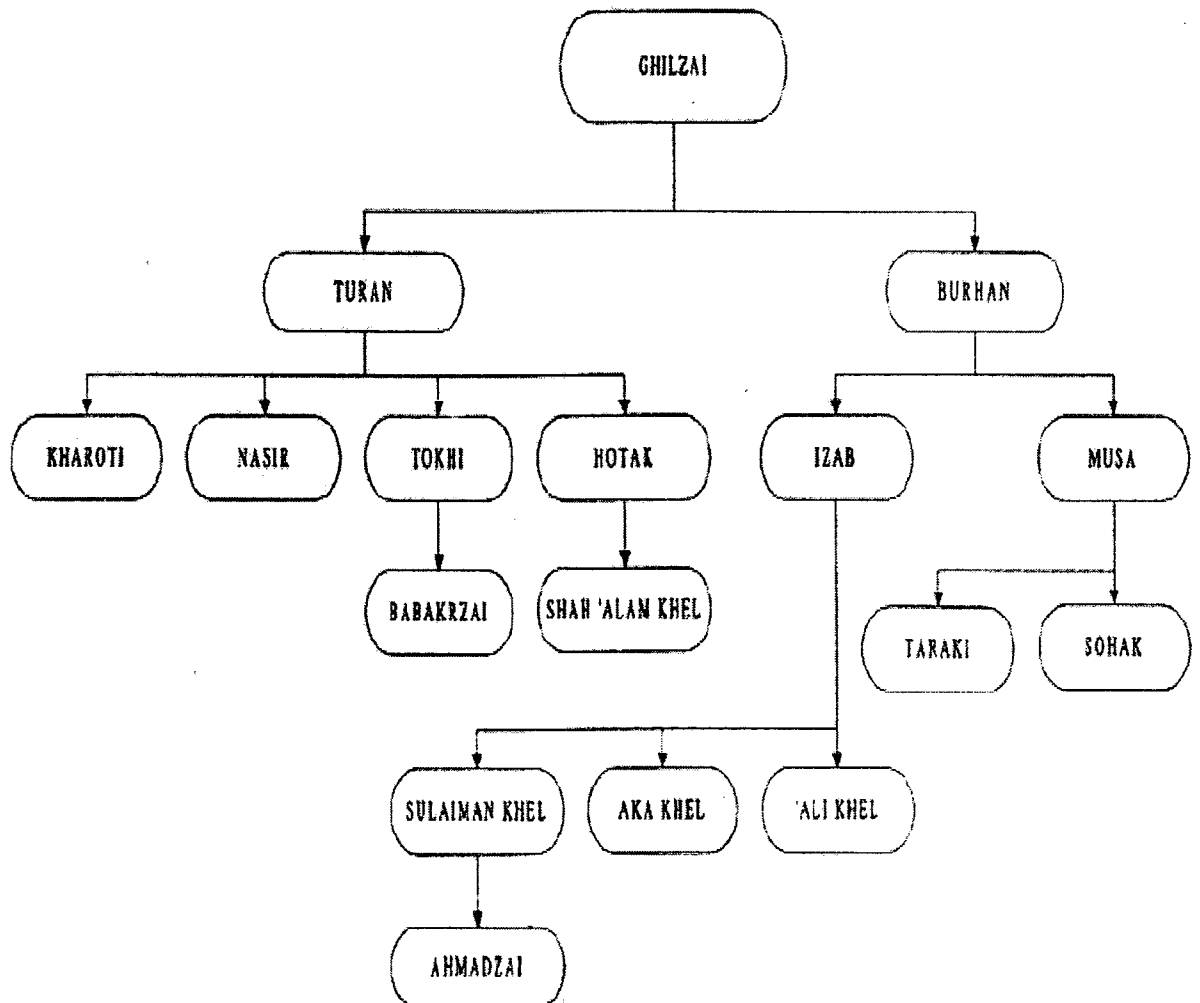 GHILZAI
TURAN
BURHAN
KHAROTI
NASIR
TOKHI
HOTAK
IZAB
MUSA
BABAKRZAI
SHAH 'ALAM KHEL
TARAKI
SOHAK
SULAIMAN KHEL
AKA KHEL
'ALI KHEL
AHMADZAI